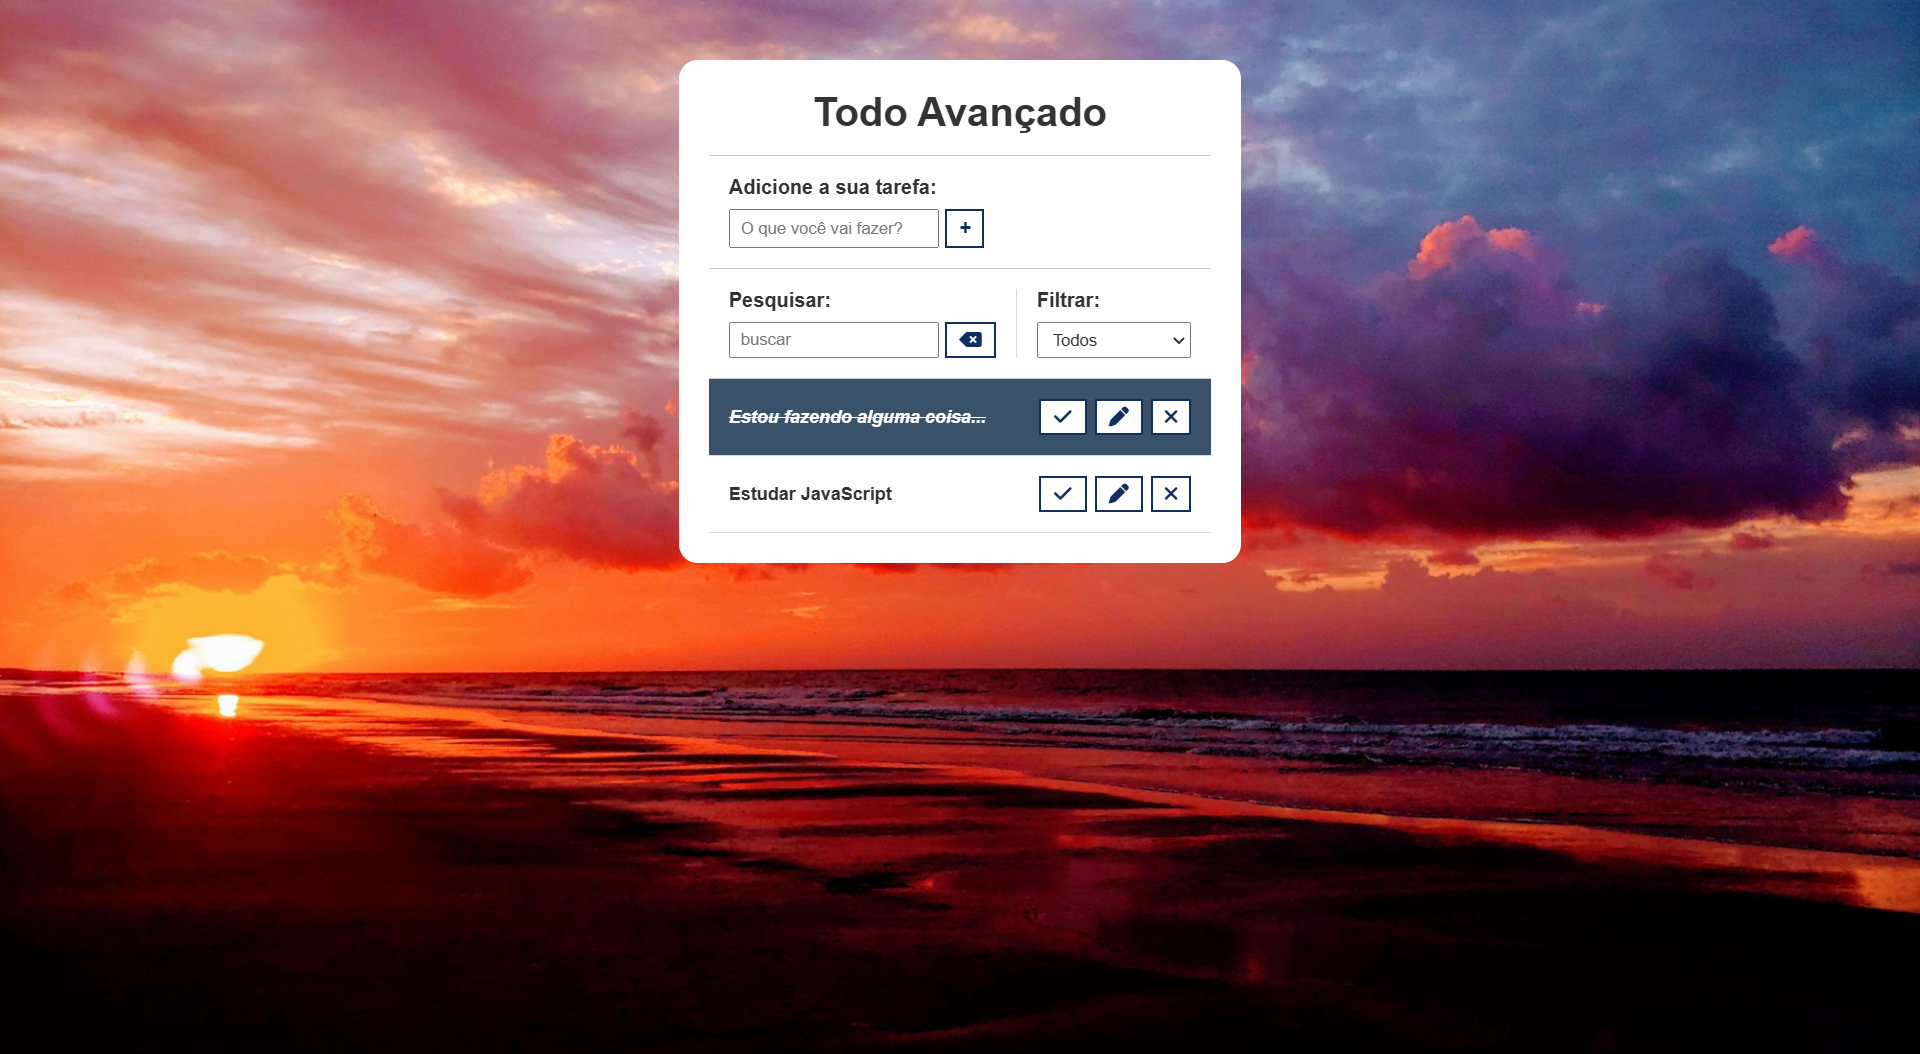 Todo Avançado
Adicione a sua tarefa:
O que você vai fazer?
+
Pesquisar:
buscar
Filtrar:
Todos
Estou fazendo alguma coisa...
Estudar JavaScript